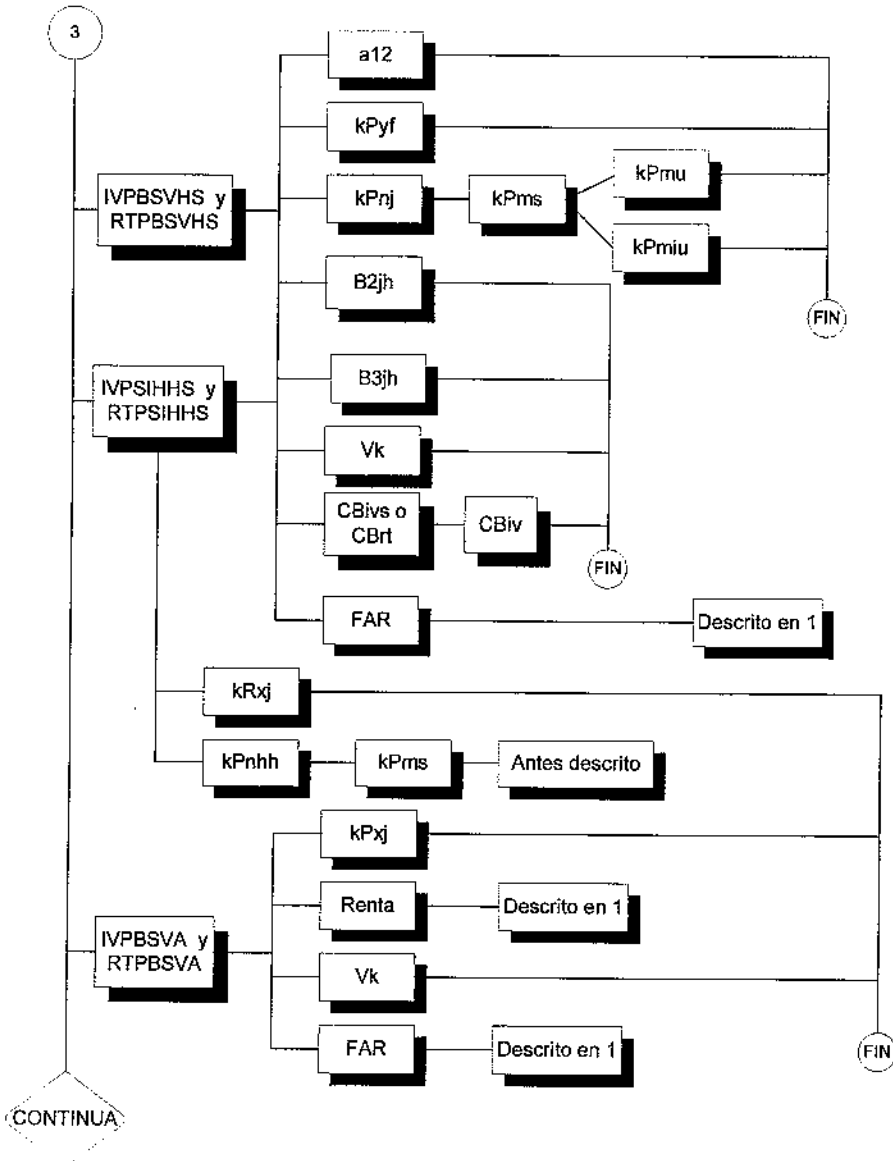 3
a12
kPyf
IVPBSVHS y
RTPBSVHS
kPnj
kPms
kPmu
kPmiu
B2jh
FIN
IVPSIHHS y
RTPSIHHS
B3jh
Vk
CBivs o
CBrt
CBiv
FIN
FAR
Descrito en 1
kRxj
kPnhh
kPms
Antes descrito
kPxj
IVPBSVA y
RTPBSVA
Renta
Descrito en 1
Vk
FAR
Descrito en 1
FIN
CONTINUA